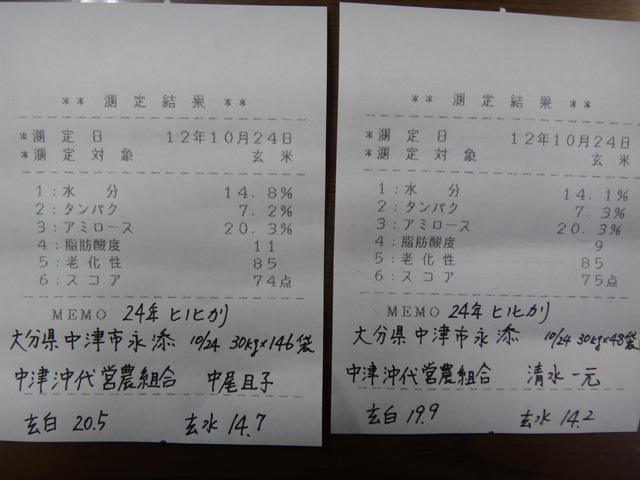 ** 測定結果 **
*測定日 12年10月24日
*測定対象 玄米
1:水分 14.8%
2:タンパク 7.2%
3:アミロース 20.3%
4:脂肪酸度 11
5:老化性 85
6:スコア 74点
MEMO 24年ヒノヒカリ
大分県中津市永添 10/24 30kg×146袋
中津沖代営農組合 中尾且子
玄白 20.5 玄水 14.7
** 測定結果 **
*測定日 12年10月24日
*測定対象 玄米
1:水分 14.1%
2:タンパク 7.3%
3:アミロース 20.3%
4:脂肪酸度 9
5:老化性 85
6:スコア 75点
MEMO 24年ヒノヒカリ
大分県中津市永添 10/24 30kg×48袋
中津沖代営農組合 清水一元
玄白 19.9 玄水 14.2